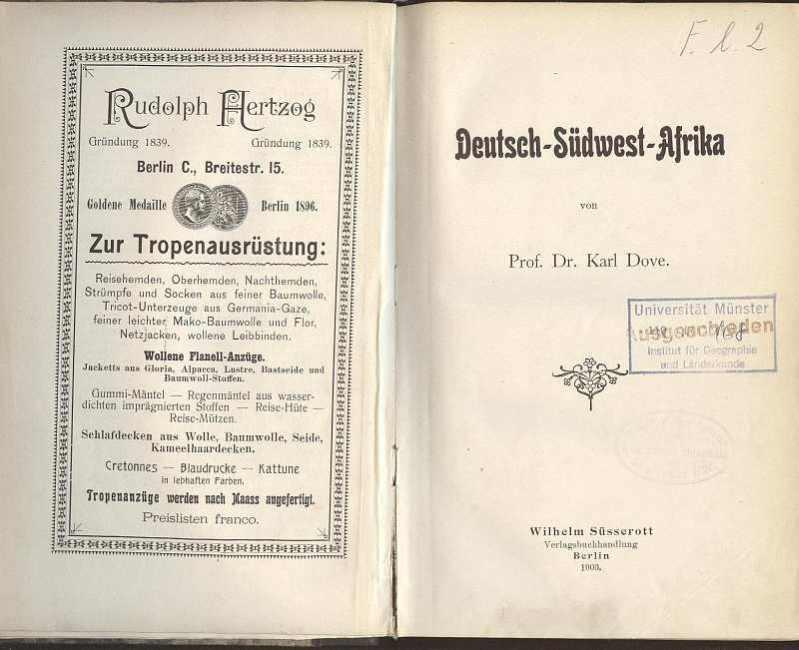 Rudolph Hertzog
Gründung 1839. Gründung 1839.
Berlin C., Breitestr. 15.
Goldene Medaille Berlin 1896.
Zur Tropenausrüstung:
Reisehemden, Oberhemden, Nachthemden,
Strümpfe und Socken aus feiner Baumwolle,
Tricot-Unterzeuge aus Germania-Gaze,
feiner leichter Mako-Baumwolle und Flor,
Netzjacken, wollene Leibbinden.
Wollene Flanell-Anzüge.
Jacketts aus Gloria, Alpacca, Lustre, Bastseide und
Baumwoll-Stoffen.
Gummi-Mäntel — Regenmäntel aus wasser-
dichten imprägnierten Stoffen — Reise-Hüte —
Reise-Mützen.
Schlafdecken aus Wolle, Baumwolle, Seide,
Kameelhaardecken.
Cretonnes — Blaudrucke — Kattune
in lebhaften Farben.
Tropenanzüge werden nach Maass angefertigt.
Preislisten franco.
F. l. 2
Deutsch-Südwest-Afrika
von
Prof. Dr. Karl Dove.
Universität Münster
Ausgeschieden
Institut für Geographie
und Länderkunde
Wilhelm Süsserott
Verlagsbuchhandlung
Berlin
1903.